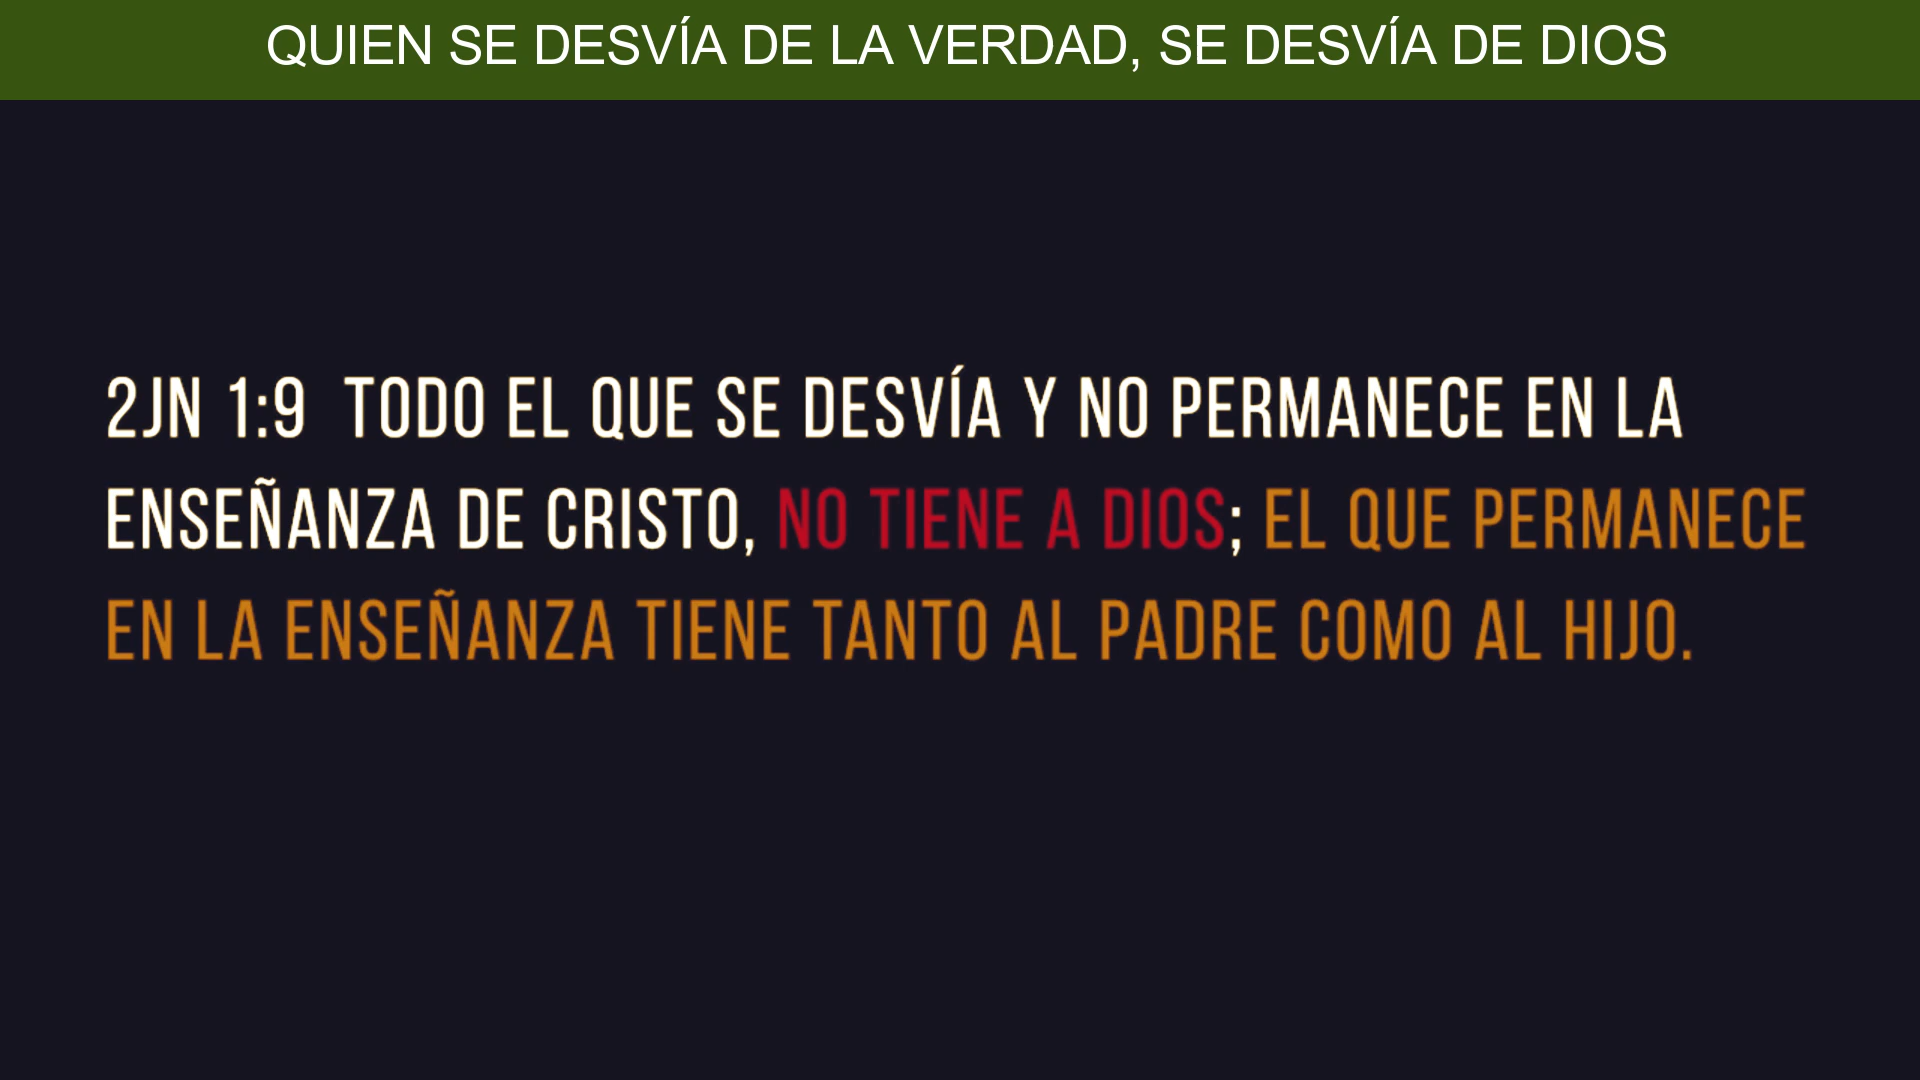 QUIEN SE DESVÍA DE LA VERDAD, SE DESVÍA DE DIOS
2JN 1:9 TODO EL QUE SE DESVÍA Y NO PERMANECE EN LA
ENSEÑANZA DE CRISTO, NO TIENE A DIOS; EL QUE PERMANECE
EN LA ENSEÑANZA TIENE TANTO AL PADRE COMO AL HIJO.